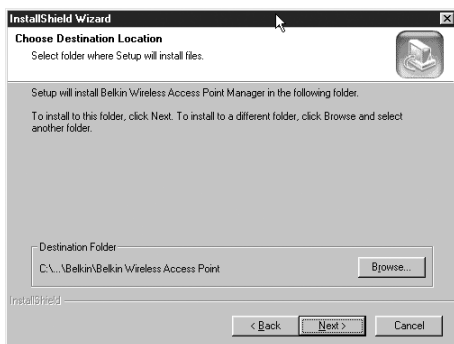 InstallShield Wizard
Choose Destination Location
Select folder where Setup will install files.
Setup will install Belkin Wireless Access Point Manager in the following folder.
To install to this folder, click Next. To install to a different folder, click Browse and select
another folder.
Destination Folder
C:\...\Belkin\Belkin Wireless Access Point
Browse...
InstallShield
< Back
Next >
Cancel